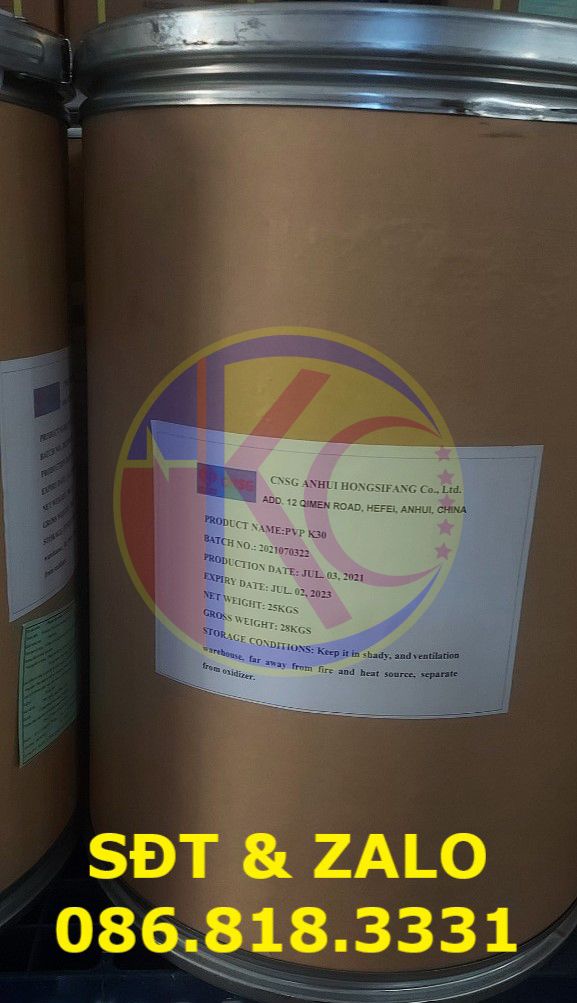 CNSG
CNSG ANHUI HONGSIFANG Co., Ltd.
ADD. 12 QIMEN ROAD, HEFEI, ANHUI, CHINA
PRODUCT NAME:PVP K30
BATCH NO.: 2021070322
PRODUCTION DATE: JUL. 03, 2021
EXPIRY DATE: JUL. 02, 2023
NET WEIGHT: 25KGS
GROSS WEIGHT: 28KGS
STORAGE CONDITIONS: Keep it in shady, and ventilation
warehouse, far away from fire and heat source, separate
from oxidizer.
KC
SĐT & ZALO
086.818.3331